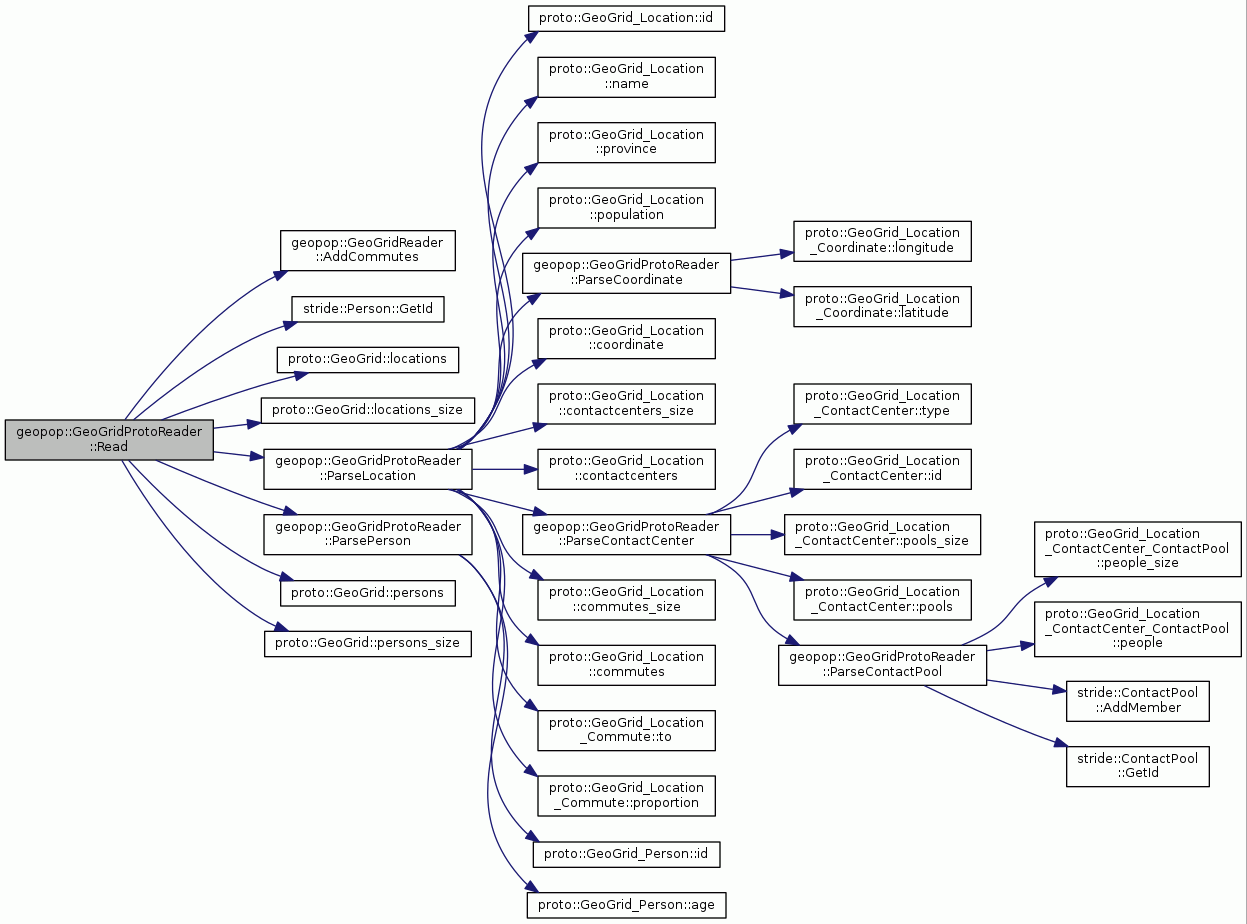 geopop::GeoGridProtoReader
::Read
geopop::GeoGridReader
::AddCommutes
stride::Person::GetId
proto::GeoGrid::locations
proto::GeoGrid::locations_size
geopop::GeoGridProtoReader
::ParseLocation
geopop::GeoGridProtoReader
::ParsePerson
proto::GeoGrid::persons
proto::GeoGrid::persons_size
proto::GeoGrid_Location::id
proto::GeoGrid_Location
::name
proto::GeoGrid_Location
::province
proto::GeoGrid_Location
::population
geopop::GeoGridProtoReader
::ParseCoordinate
proto::GeoGrid_Location
::coordinate
proto::GeoGrid_Location
::contactcenters_size
proto::GeoGrid_Location
::contactcenters
geopop::GeoGridProtoReader
::ParseContactCenter
proto::GeoGrid_Location
::commutes_size
proto::GeoGrid_Location
::commutes
proto::GeoGrid_Location
_Commute::to
proto::GeoGrid_Location
_Commute::proportion
proto::GeoGrid_Person::id
proto::GeoGrid_Person::age
proto::GeoGrid_Location
_Coordinate::longitude
proto::GeoGrid_Location
_Coordinate::latitude
proto::GeoGrid_Location
_ContactCenter::type
proto::GeoGrid_Location
_ContactCenter::id
proto::GeoGrid_Location
_ContactCenter::pools_size
proto::GeoGrid_Location
_ContactCenter::pools
geopop::GeoGridProtoReader
::ParseContactPool
proto::GeoGrid_Location
_ContactCenter_ContactPool
::people_size
proto::GeoGrid_Location
_ContactCenter_ContactPool
::people
stride::ContactPool
::AddMember
stride::ContactPool
::GetId